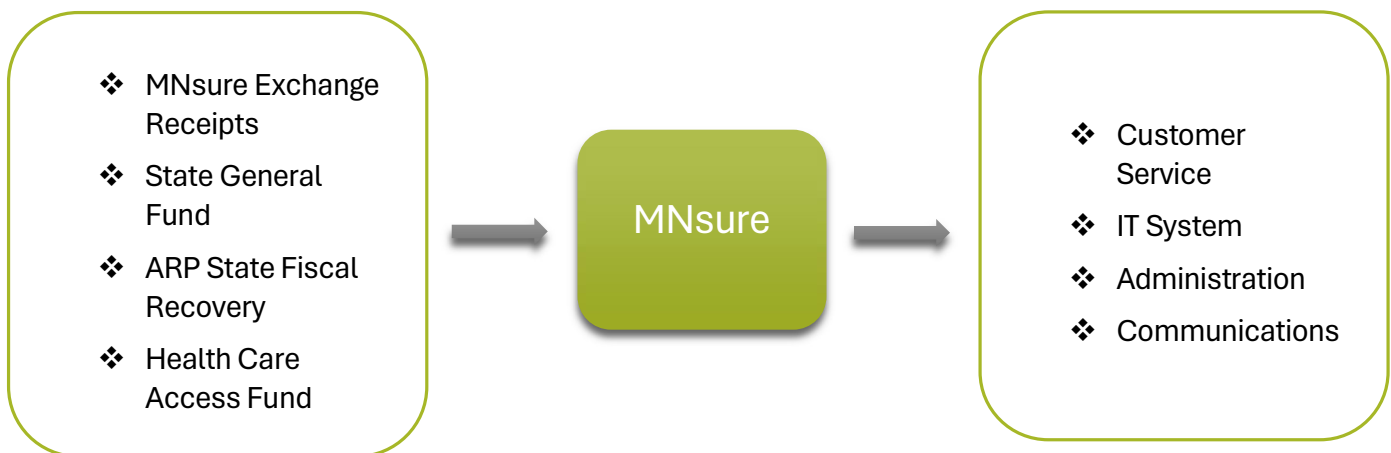 ❖ MNsure Exchange
Receipts
❖ State General
Fund
❖ ARP State Fiscal
Recovery
❖ Health Care
Access Fund
MNsure
❖ Customer
Service
❖ IT System
❖ Administration
❖ Communications